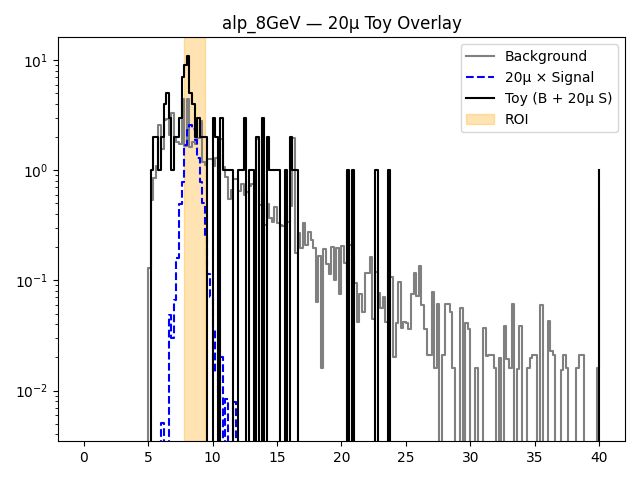 alp_8GeV — 20μ Toy Overlay
Background
20μ × Signal
Toy (B + 20μ S)
ROI
10¹
10⁰
10⁻¹
10⁻²
0 5 10 15 20 25 30 35 40